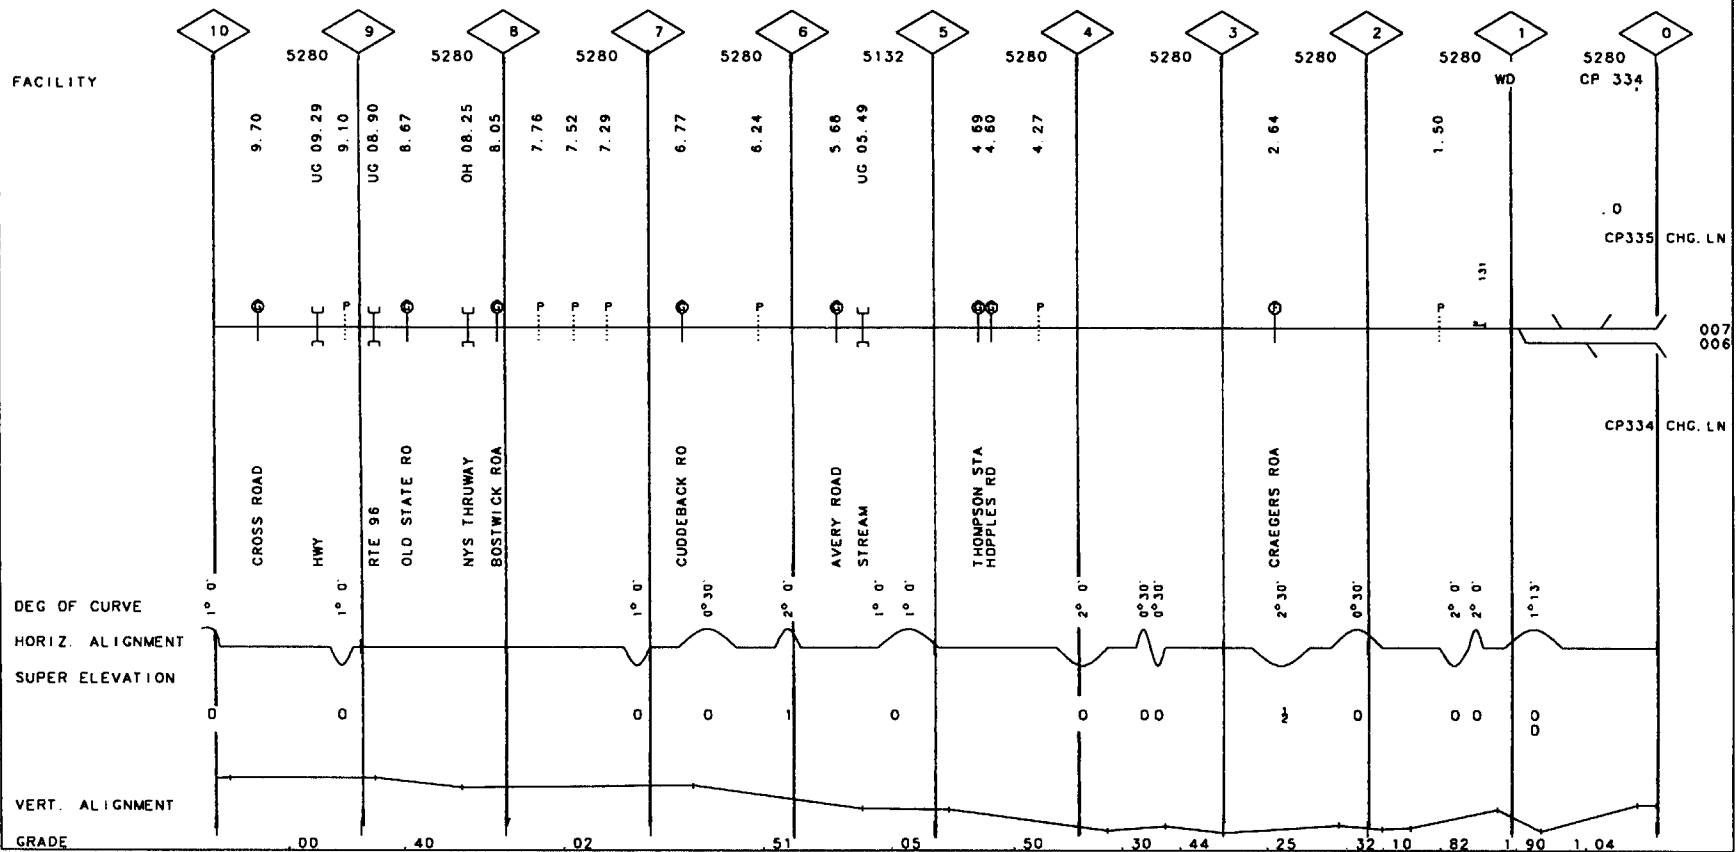 10 9 8 7 6 5 4 3 2 1 0
5280 5280 5280 5280 5132 5280 5280 5280 5280 5280
FACILITY WD CP 334
9.70 UG 09.29 9.10 UG 08.90 8.67 OH 08.25 8.05 7.76 7.52 7.29 6.77 6.24 5.68 UG 05.49 4.69 4.60 4.27 2.64 1.50
.0
CP335 CHG. LN
131
G P G G P P P G P G G G P P
007
006
CP334 CHG. LN
CROSS ROAD HWY RTE 96 OLD STATE RO NYS THRUWAY BOSTWICK ROA CUDDEBACK RO AVERY ROAD STREAM THOMPSON STA HOPPLES RD CRAEGERS ROA
DEG OF CURVE 1° 0' 1° 0' 1° 0' 0°30' 2° 0' 1° 0' 1° 0' 2° 0' 0°30' 0°30' 2°30' 0°30' 2° 0' 2° 0' 1°13'
HORIZ. ALIGNMENT
SUPER ELEVATION
0 0 0 0 1 0 0 0 0 ½ 0 0 0 0
0
VERT. ALIGNMENT
GRADE .00 .40 .02 .51 .05 .50 .30 .44 .25 .32 .10 .82 1.90 1.04